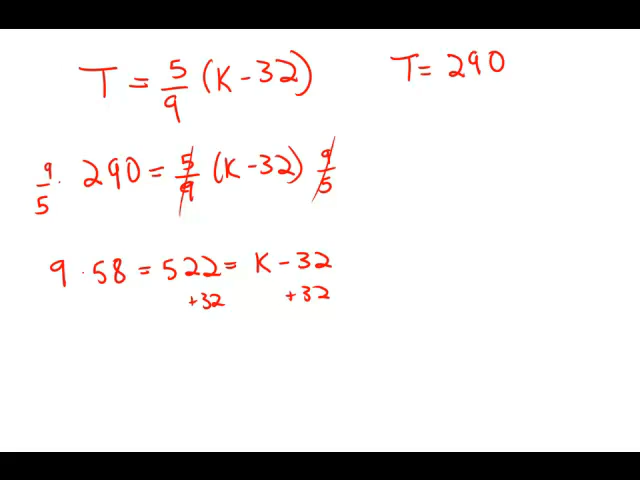 T = 5/9 (K - 32) T = 290
9/5 · 290 = 5/9 (K - 32) 9/5
9 · 58 = 522 = K - 32
+32 +32